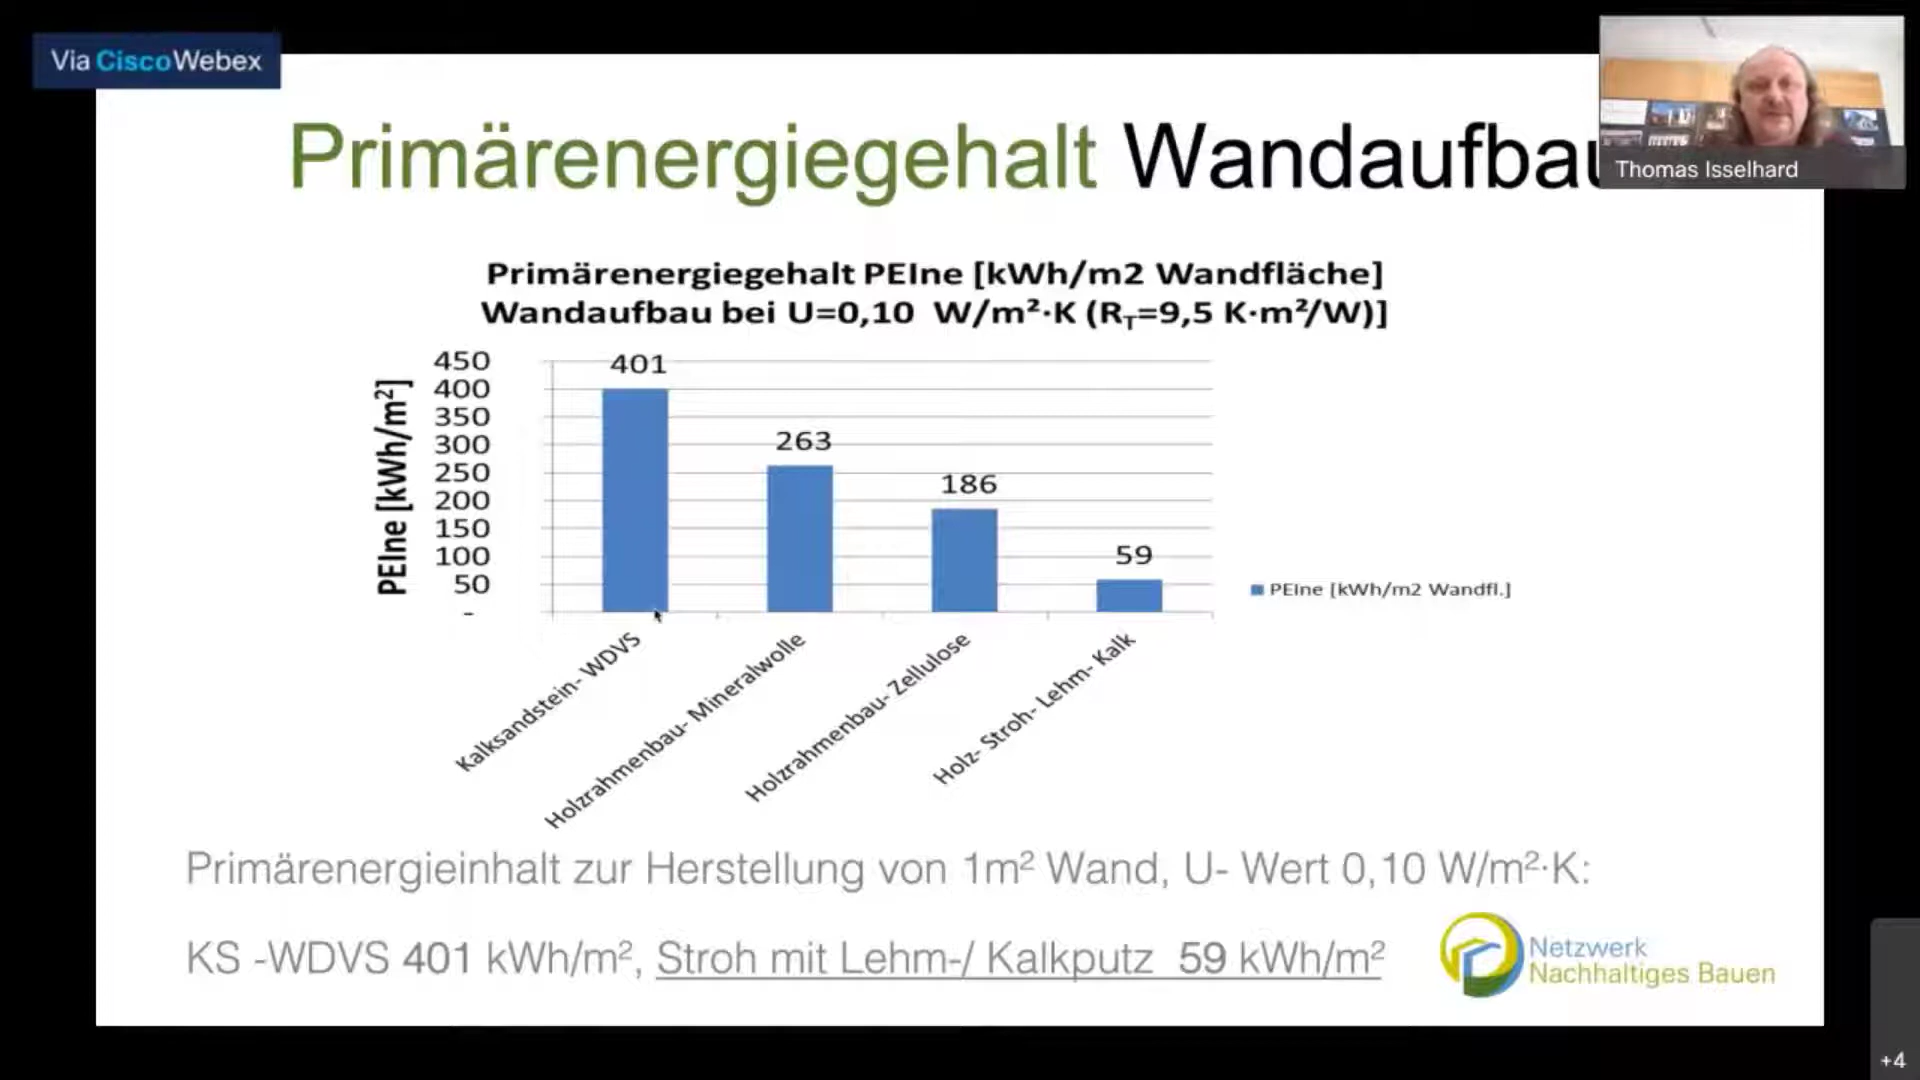 Via CiscoWebex
Thomas Isselhard
Primärenergiegehalt Wandaufbau
Primärenergiegehalt PEIne [kWh/m2 Wandfläche]
Wandaufbau bei U=0,10 W/m²·K (RT=9,5 K·m²/W)]
PEIne [kWh/m²]
450
400
350
300
250
200
150
100
50
-
401
263
186
59
PEIne [kWh/m2 Wandfl.]
Kalksandstein- WDVS
Holzrahmenbau- Mineralwolle
Holzrahmenbau- Zellulose
Holz- Stroh- Lehm- Kalk
Primärenergieinhalt zur Herstellung von 1m² Wand, U- Wert 0,10 W/m²·K:
KS -WDVS 401 kWh/m², Stroh mit Lehm-/ Kalkputz 59 kWh/m²
Netzwerk
Nachhaltiges Bauen
+4